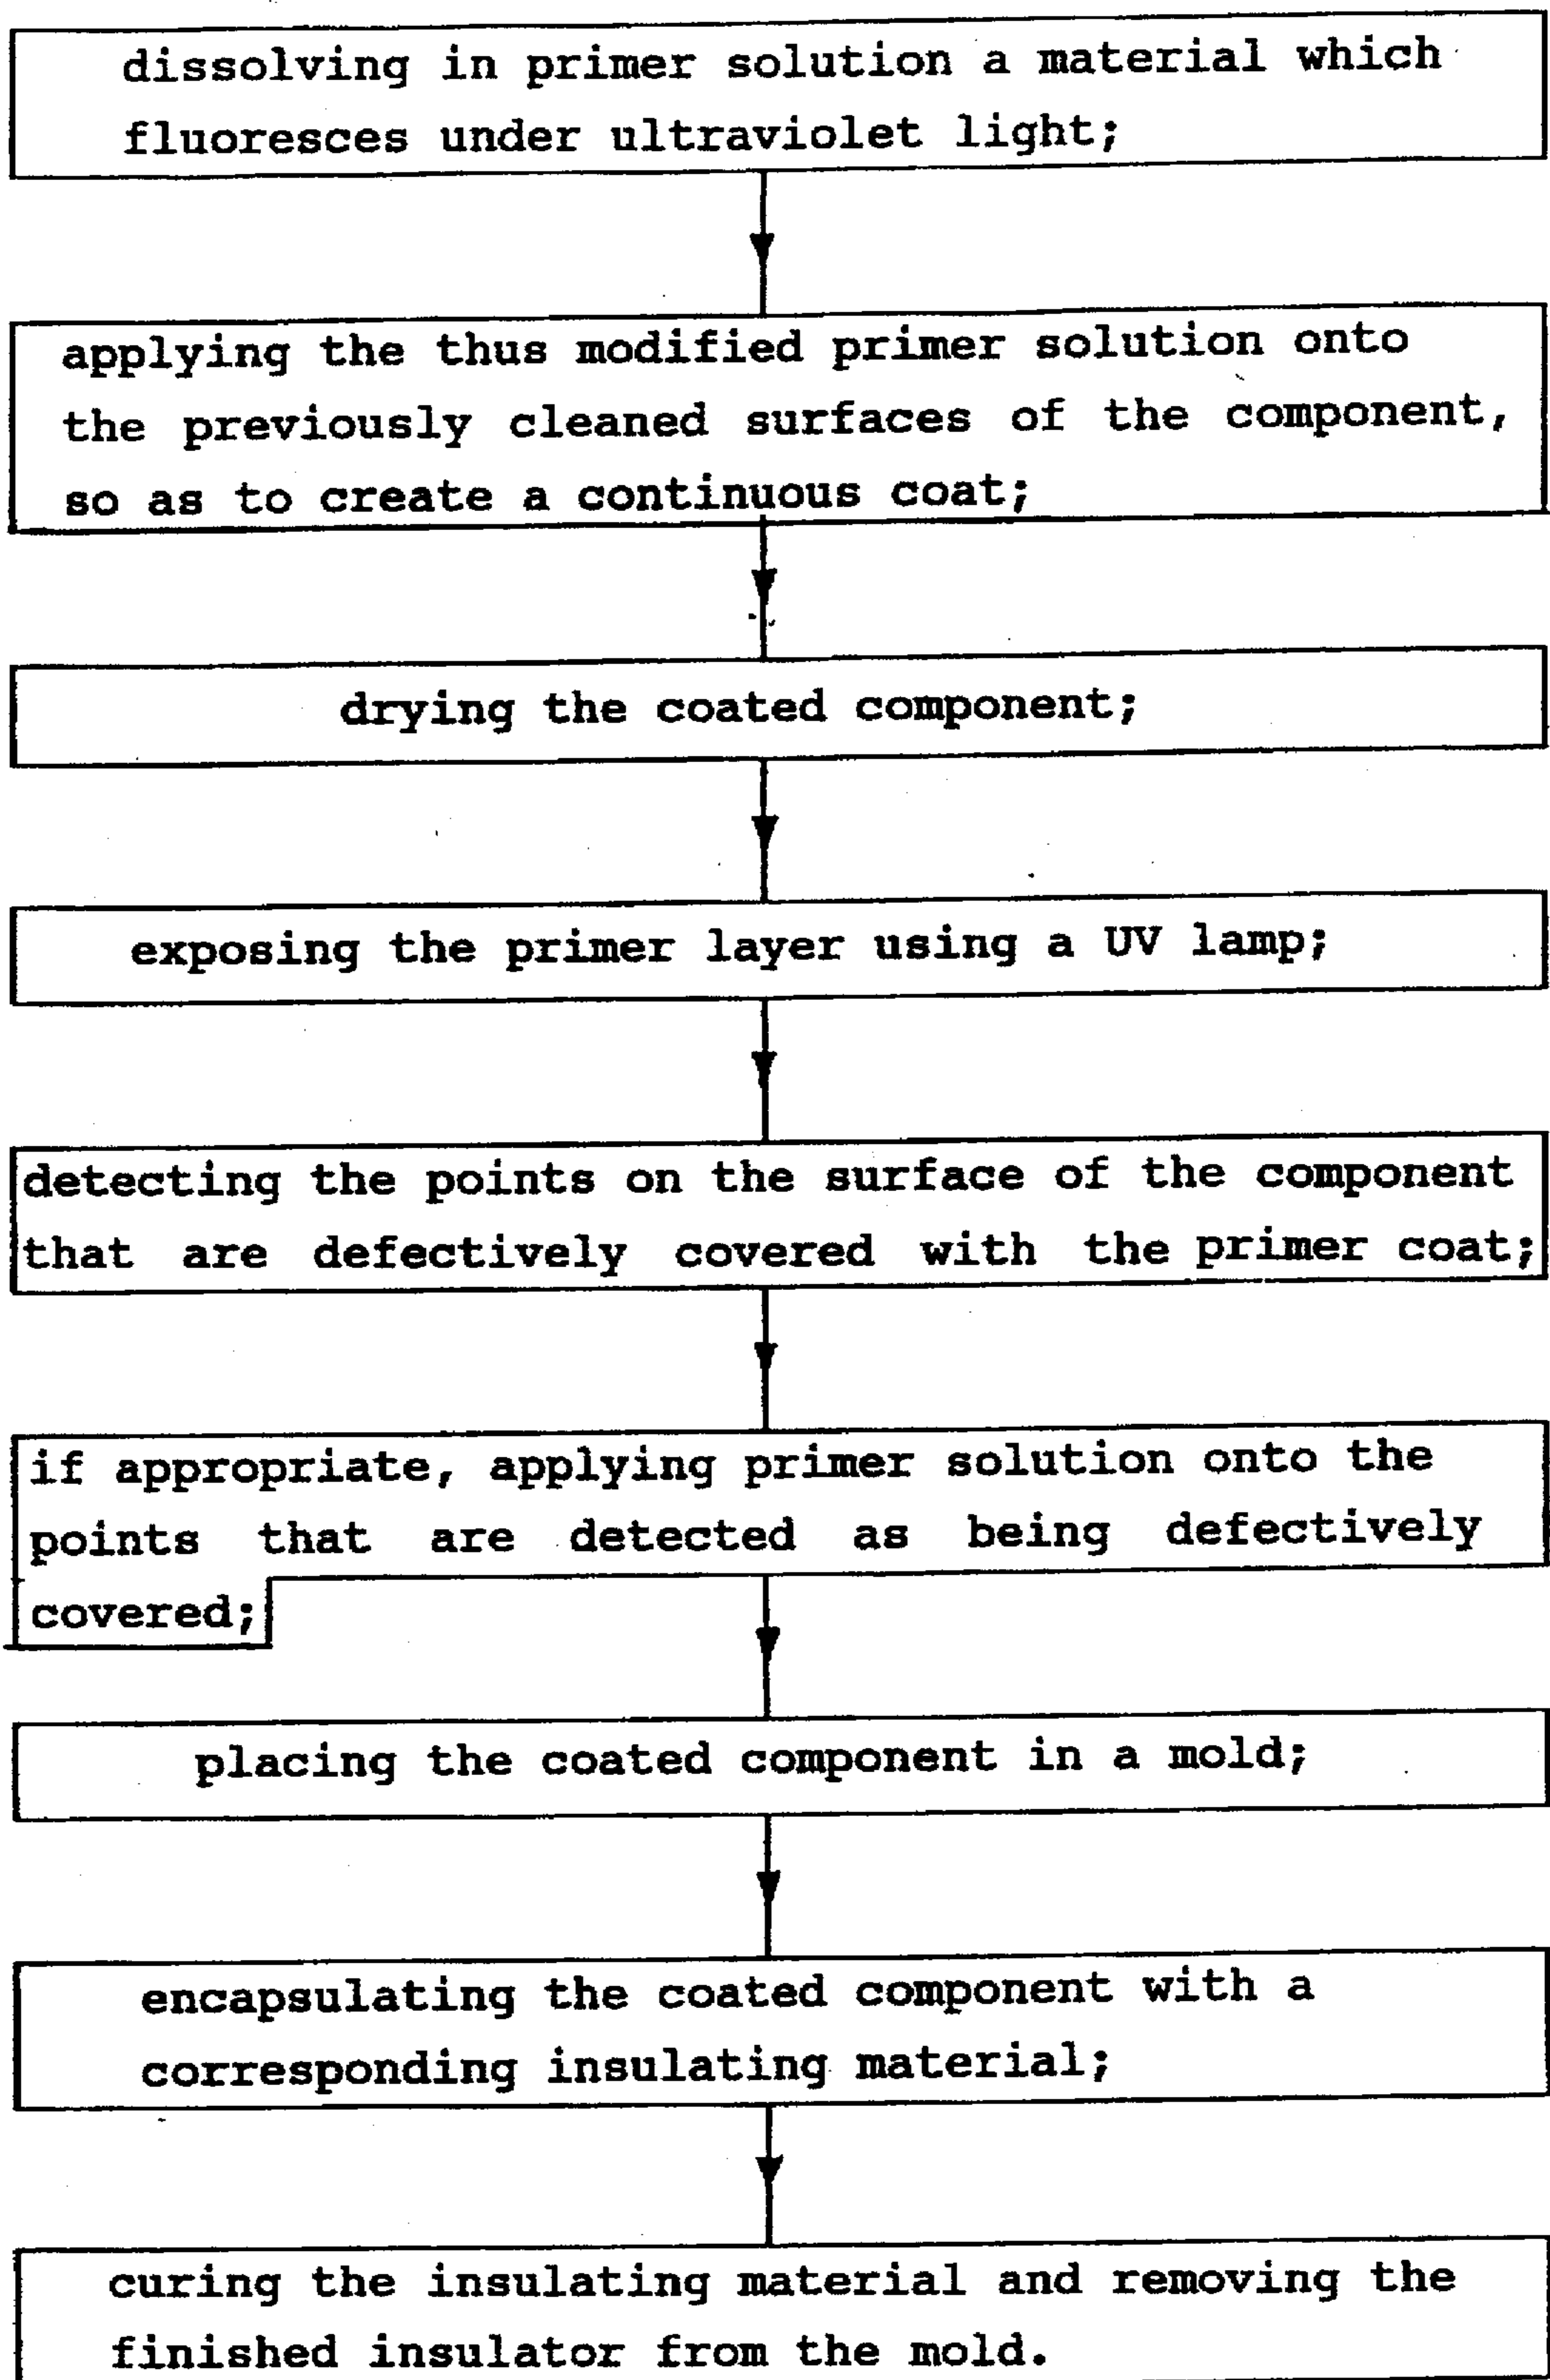 dissolving in primer solution a material which
fluoresces under ultraviolet light;
applying the thus modified primer solution onto
the previously cleaned surfaces of the component,
so as to create a continuous coat;
drying the coated component;
exposing the primer layer using a UV lamp;
detecting the points on the surface of the component
that are defectively covered with the primer coat;
if appropriate, applying primer solution onto the
points that are detected as being defectively
covered;
placing the coated component in a mold;
encapsulating the coated component with a
corresponding insulating material;
curing the insulating material and removing the
finished insulator from the mold.